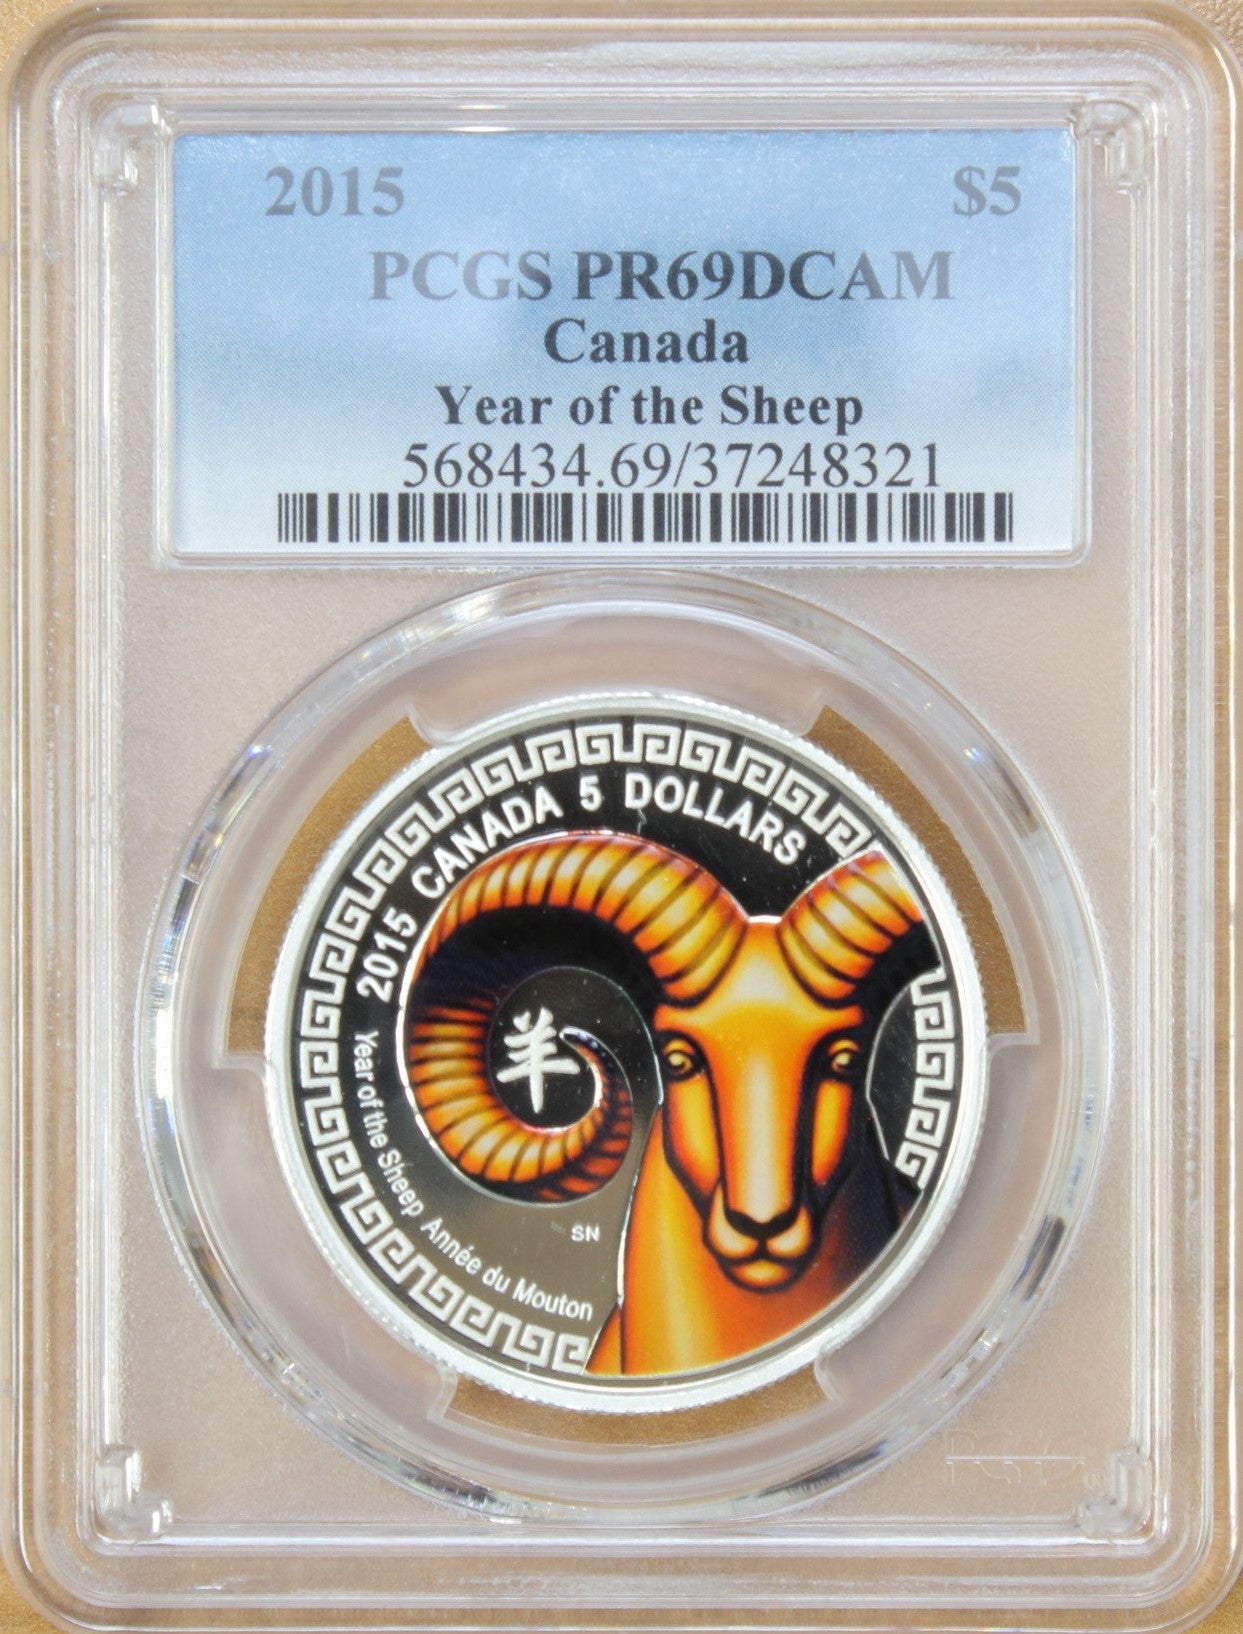 2015 $5
PCGS PR69DCAM
Canada
Year of the Sheep
568434.69/37248321
2015 CANADA 5 DOLLARS
羊
Year of the Sheep Année du Mouton
SN
PCGS®